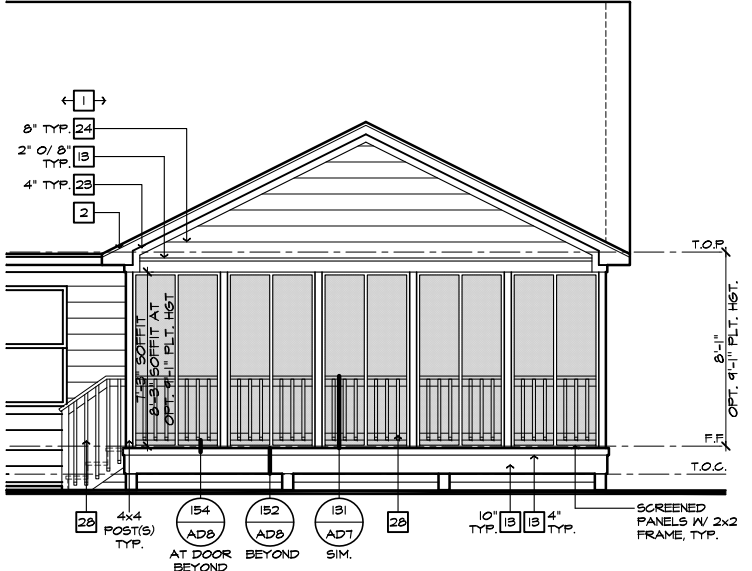 1
8" TYP. 24
2" O/ 8" 13
TYP.
4" TYP. 23
2
T.O.P.
7'-3" SOFFIT
8'-3" SOFFIT AT
OPT. 9'-1" PLT. HGT
8'-1"
OPT. 9'-1" PLT. HGT.
F.F.
T.O.C.
28
4x4
POST(S)
TYP.
154
AD8
AT DOOR
BEYOND
152
AD8
BEYOND
131
AD7
SIM.
28
10" 13 13 4"
TYP. TYP.
SCREENED
PANELS W/ 2x2
FRAME, TYP.